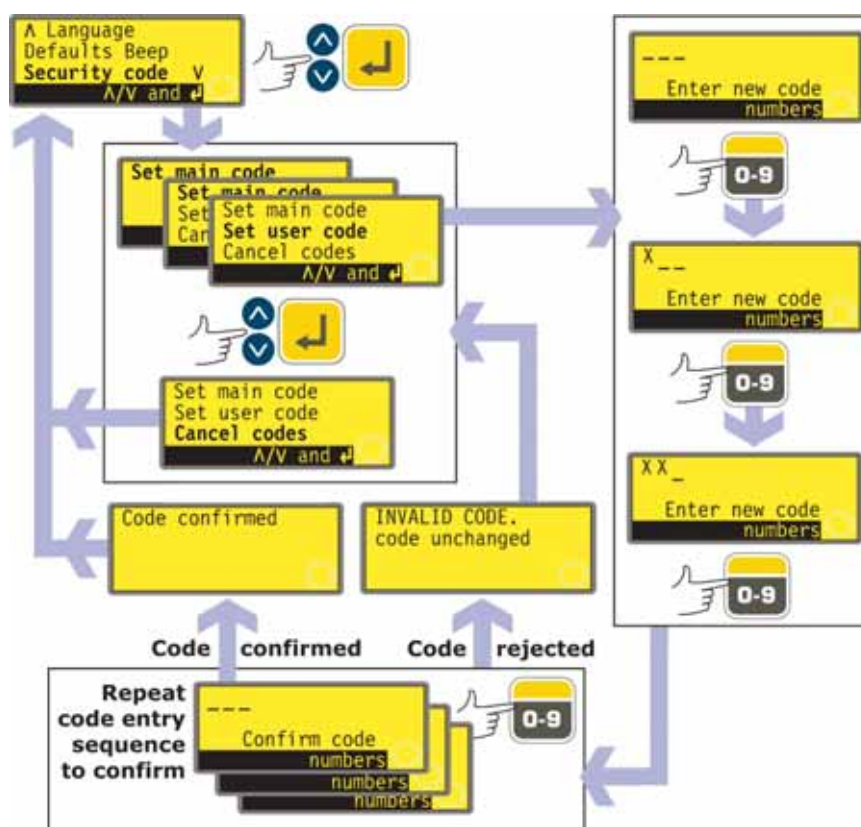 Λ Language
Defaults Beep
Security code V
Λ/V and ↵
Set main code
Set main code
Set
Can
Set main code
Set user code
Cancel codes
Λ/V and ↵
Set main code
Set user code
Cancel codes
Λ/V and ↵
---
Enter new code
numbers
0-9
X__
Enter new code
numbers
0-9
XX_
Enter new code
numbers
0-9
Code confirmed
INVALID CODE.
code unchanged
Code confirmed
Code rejected
Repeat
code entry
sequence
to confirm
---
Confirm code
numbers
numbers
numbers
0-9